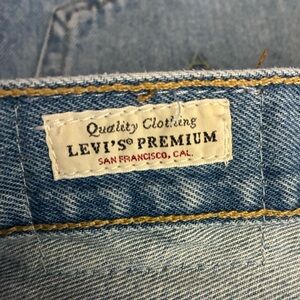 Quality Clothing
LEVI'S® PREMIUM
SAN FRANCISCO, CAL.